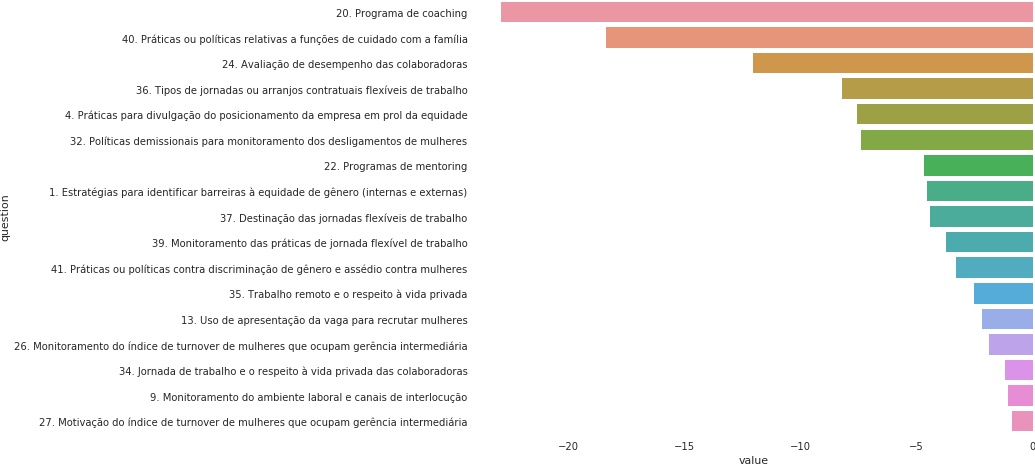 20. Programa de coaching
40. Práticas ou políticas relativas a funções de cuidado com a família
24. Avaliação de desempenho das colaboradoras
36. Tipos de jornadas ou arranjos contratuais flexíveis de trabalho
4. Práticas para divulgação do posicionamento da empresa em prol da equidade
32. Políticas demissionais para monitoramento dos desligamentos de mulheres
22. Programas de mentoring
1. Estratégias para identificar barreiras à equidade de gênero (internas e externas)
37. Destinação das jornadas flexíveis de trabalho
39. Monitoramento das práticas de jornada flexível de trabalho
41. Práticas ou políticas contra discriminação de gênero e assédio contra mulheres
35. Trabalho remoto e o respeito à vida privada
13. Uso de apresentação da vaga para recrutar mulheres
26. Monitoramento do índice de turnover de mulheres que ocupam gerência intermediária
34. Jornada de trabalho e o respeito à vida privada das colaboradoras
9. Monitoramento do ambiente laboral e canais de interlocução
27. Motivação do índice de turnover de mulheres que ocupam gerência intermediária
question
−20 −15 −10 −5 0
value